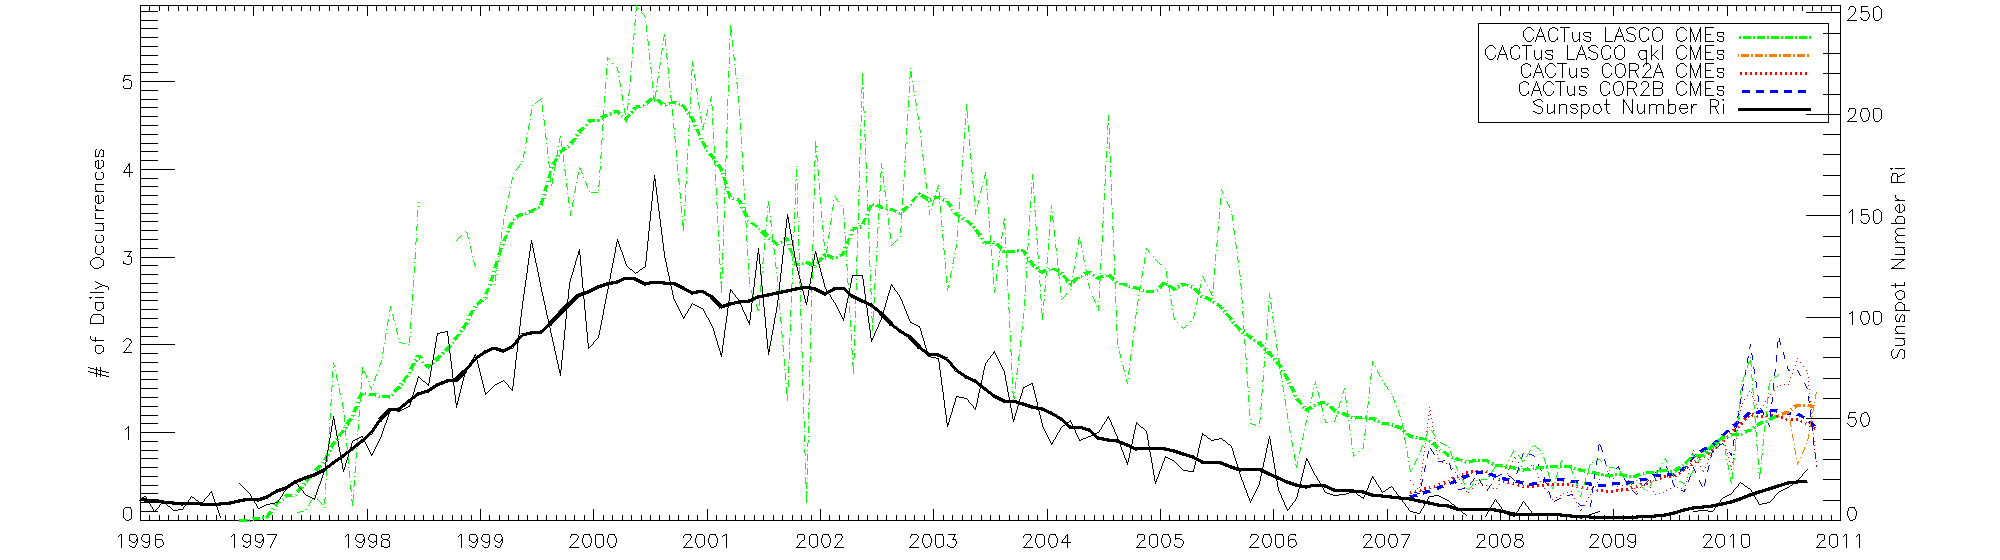 CACTus LASCO CMEs
CACTus LASCO qkl CMEs
CACTus COR2A CMEs
CACTus COR2B CMEs
Sunspot Number Ri
# of Daily Occurrences
5
4
3
2
1
0
250
200
150
100
50
0
Sunspot Number Ri
1996 1997 1998 1999 2000 2001 2002 2003 2004 2005 2006 2007 2008 2009 2010 2011